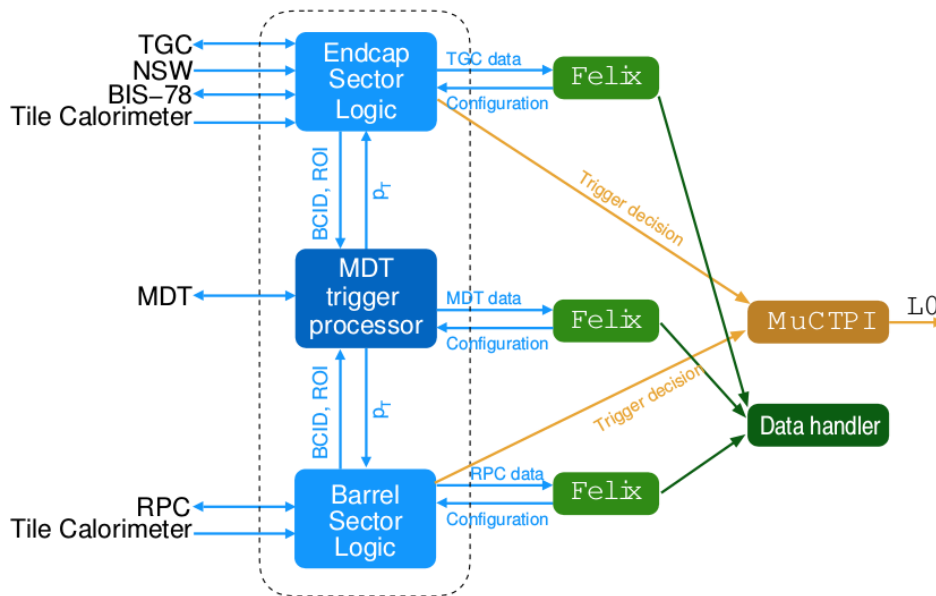 TGC
NSW
BIS-78
Tile Calorimeter
Endcap
Sector
Logic
TGC data
Configuration
Felix
BCID, ROI
pT
Trigger decision
MDT
MDT
trigger
processor
MDT data
Configuration
Felix
MuCTPI
L0
BCID, ROI
pT
Trigger decision
Data handler
RPC
Tile Calorimeter
Barrel
Sector
Logic
RPC data
Configuration
Felix